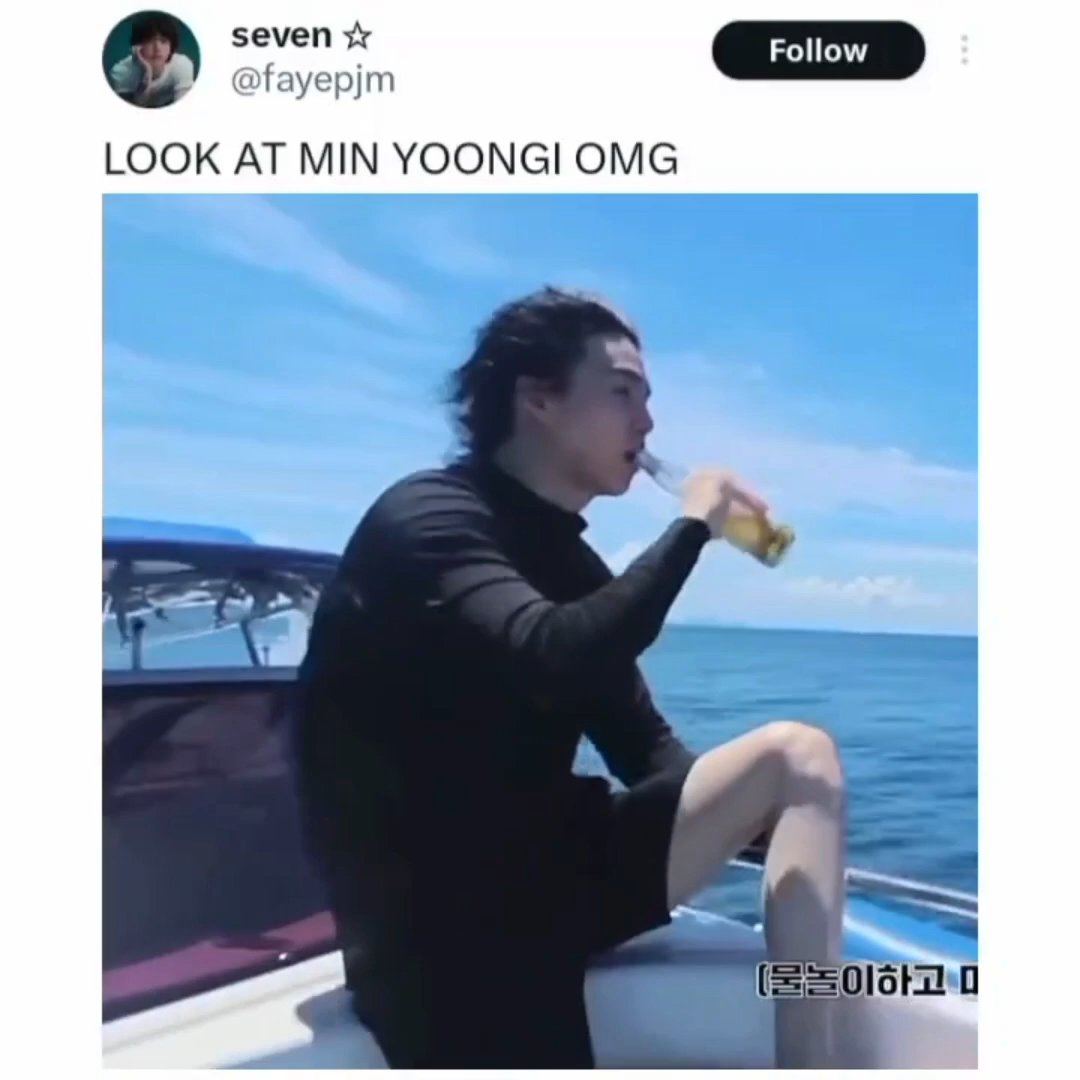 seven ☆
@fayepjm
Follow
LOOK AT MIN YOONGI OMG
(물놀이하고